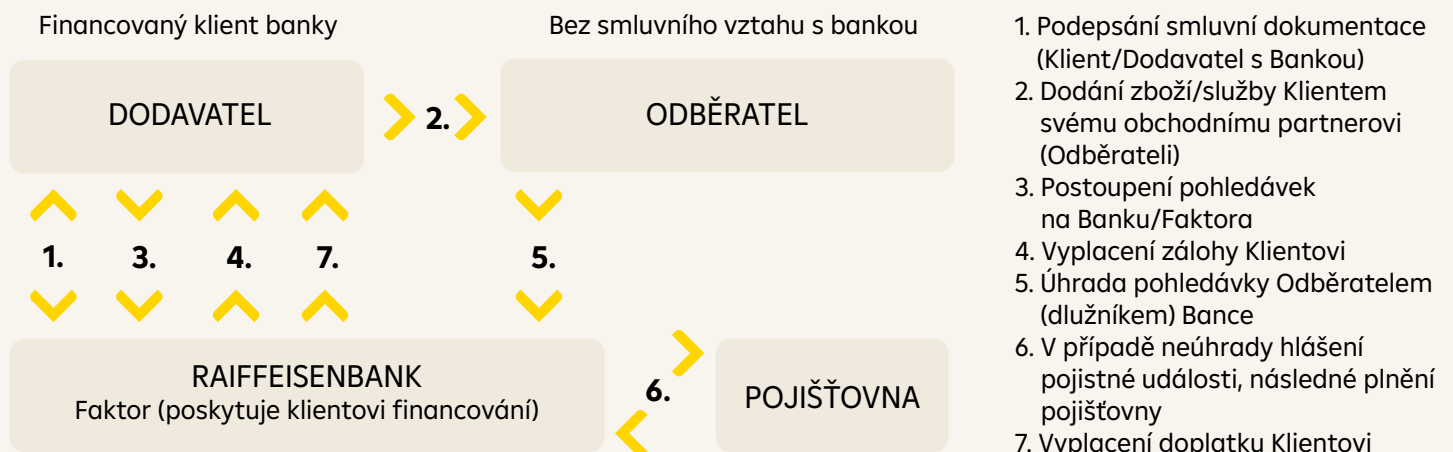 Financovaný klient banky
Bez smluvního vztahu s bankou
DODAVATEL
2.
ODBĚRATEL
1.
3.
4.
7.
5.
RAIFFEISENBANK
Faktor (poskytuje klientovi financování)
6.
POJIŠŤOVNA
1. Podepsání smluvní dokumentace
(Klient/Dodavatel s Bankou)
2. Dodání zboží/služby Klientem
svému obchodnímu partnerovi
(Odběrateli)
3. Postoupení pohledávek
na Banku/Faktora
4. Vyplacení zálohy Klientovi
5. Úhrada pohledávky Odběratelem
(dlužníkem) Bance
6. V případě neúhrady hlášení
pojistné události, následné plnění
pojišťovny
7. Vyplacení doplatku Klientovi